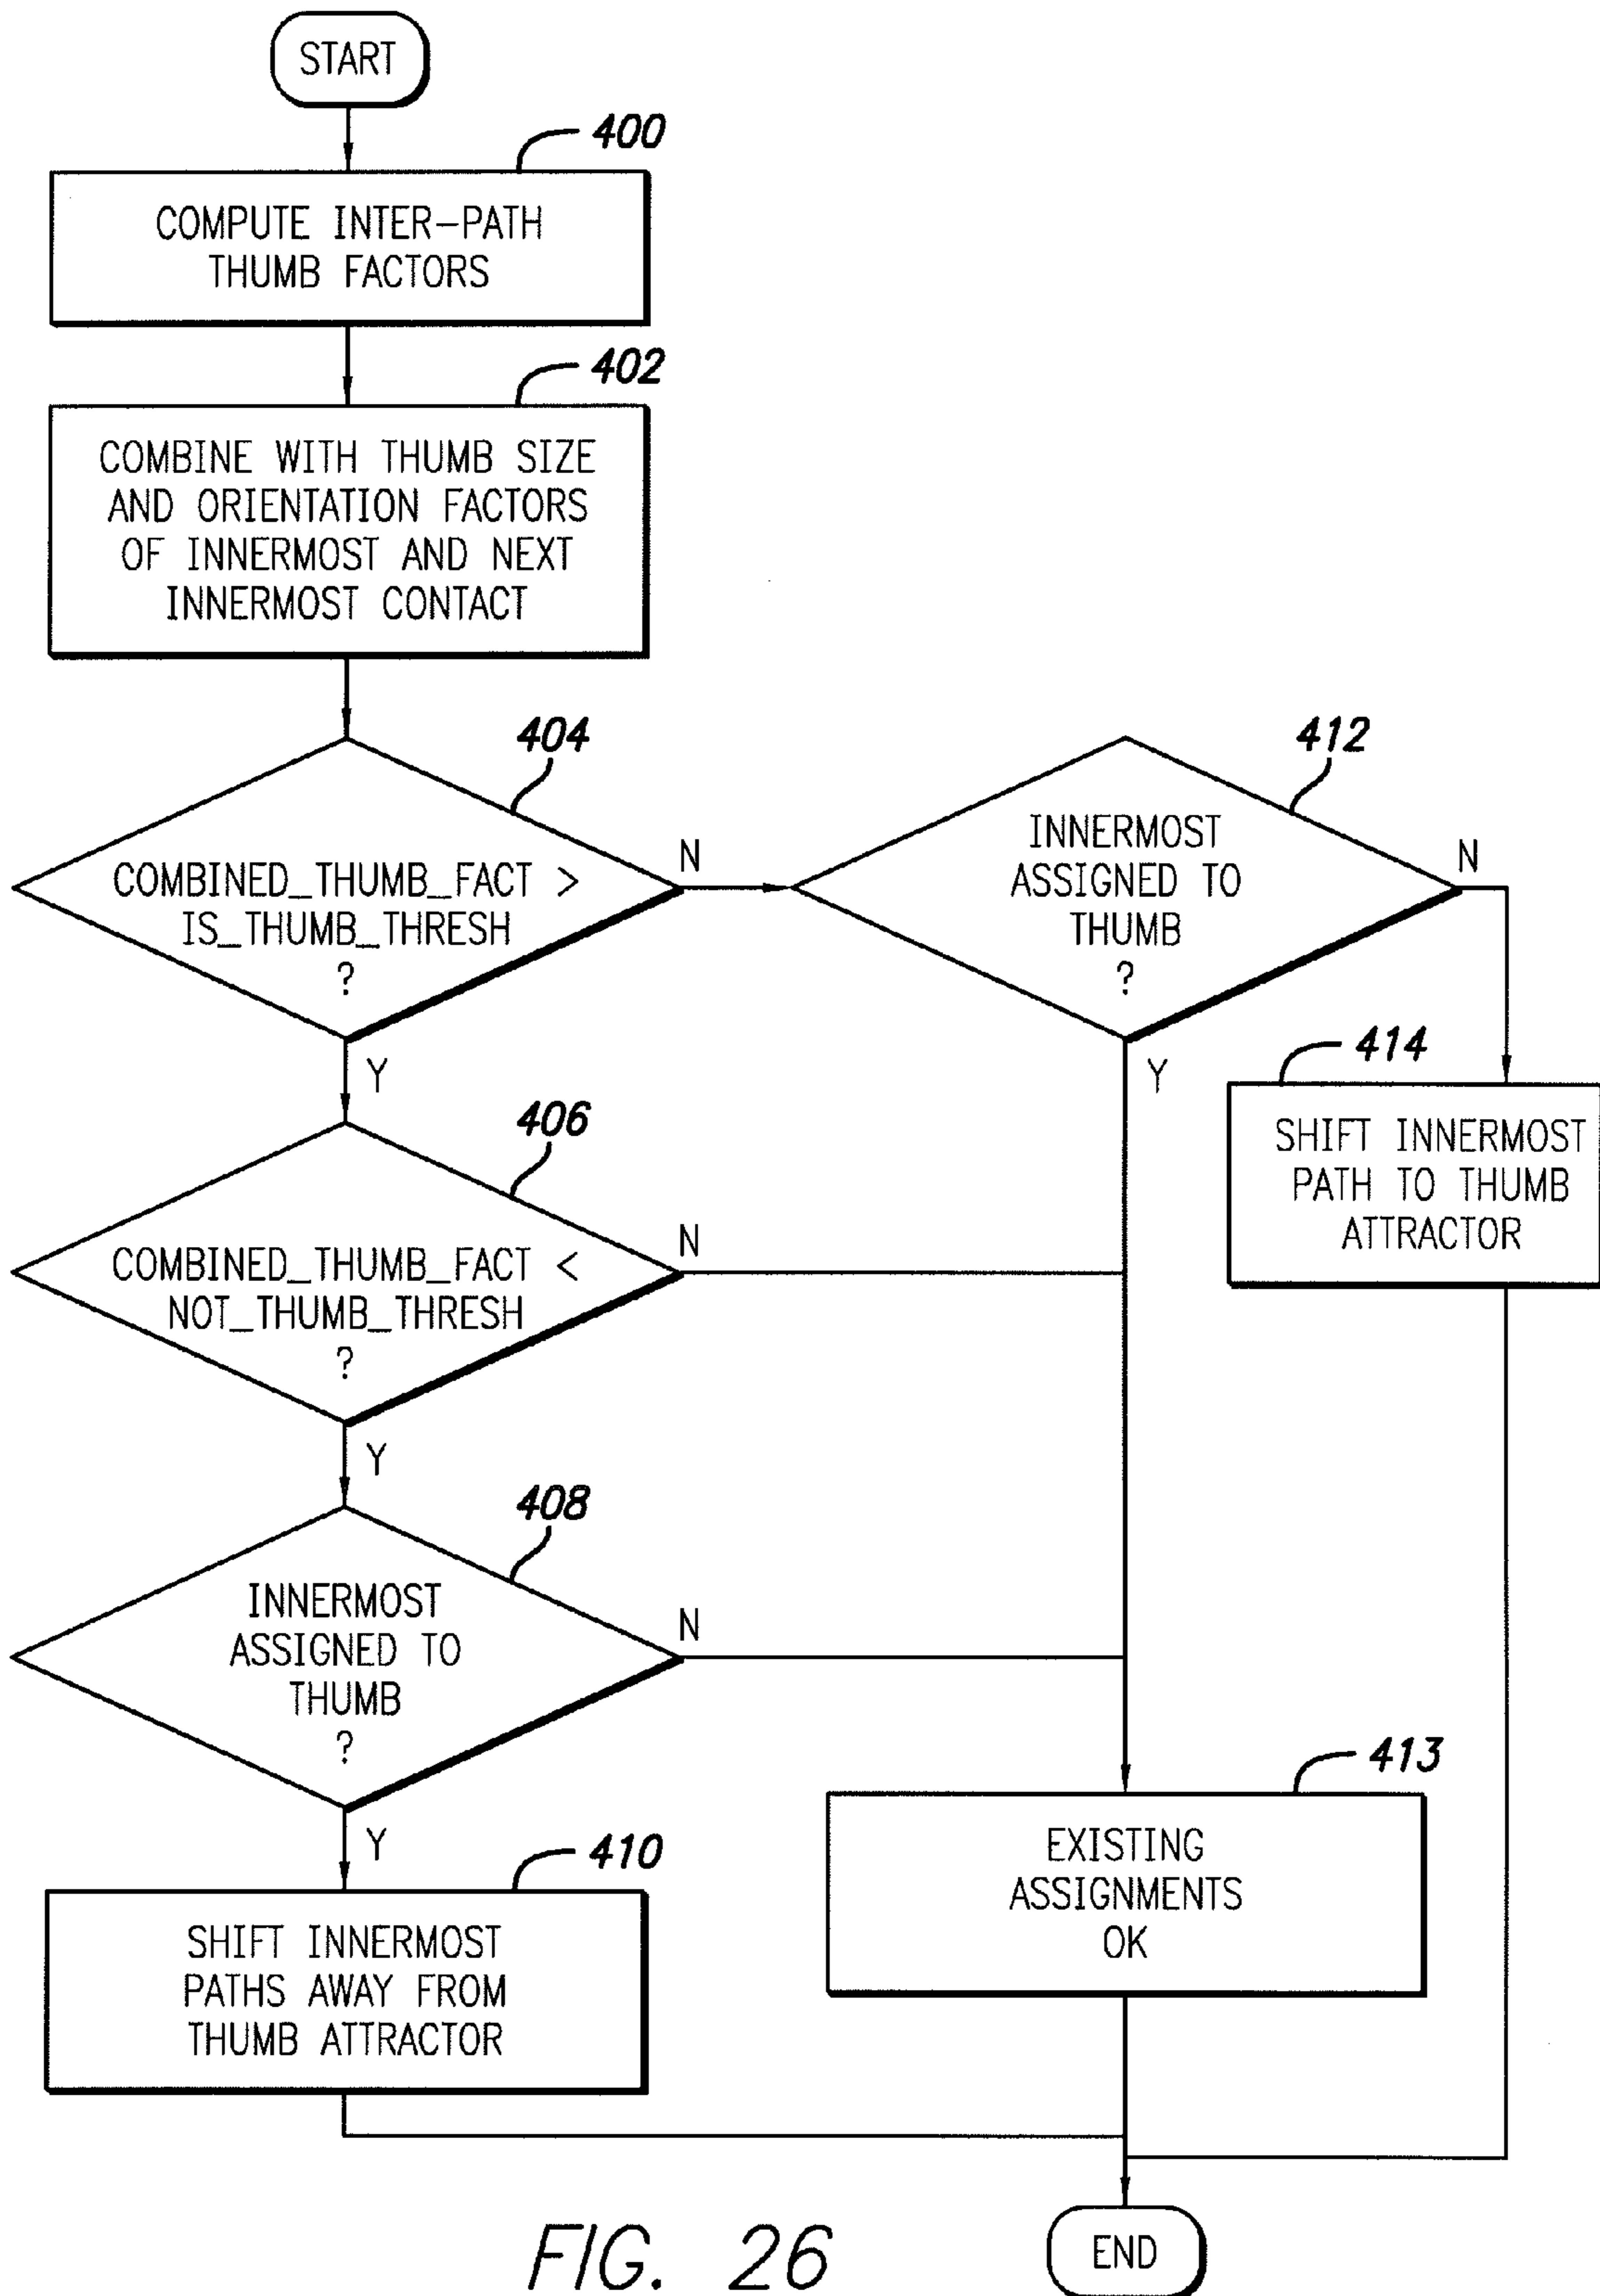 START
400
COMPUTE INTER-PATH
THUMB FACTORS
402
COMBINE WITH THUMB SIZE
AND ORIENTATION FACTORS
OF INNERMOST AND NEXT
INNERMOST CONTACT
404
COMBINED_THUMB_FACT >
IS_THUMB_THRESH
?
N
Y
412
INNERMOST
ASSIGNED TO
THUMB
?
N
Y
414
SHIFT INNERMOST
PATH TO THUMB
ATTRACTOR
406
COMBINED_THUMB_FACT <
NOT_THUMB_THRESH
?
N
Y
408
INNERMOST
ASSIGNED TO
THUMB
?
N
Y
413
EXISTING
ASSIGNMENTS
OK
410
SHIFT INNERMOST
PATHS AWAY FROM
THUMB ATTRACTOR
END
FIG. 26